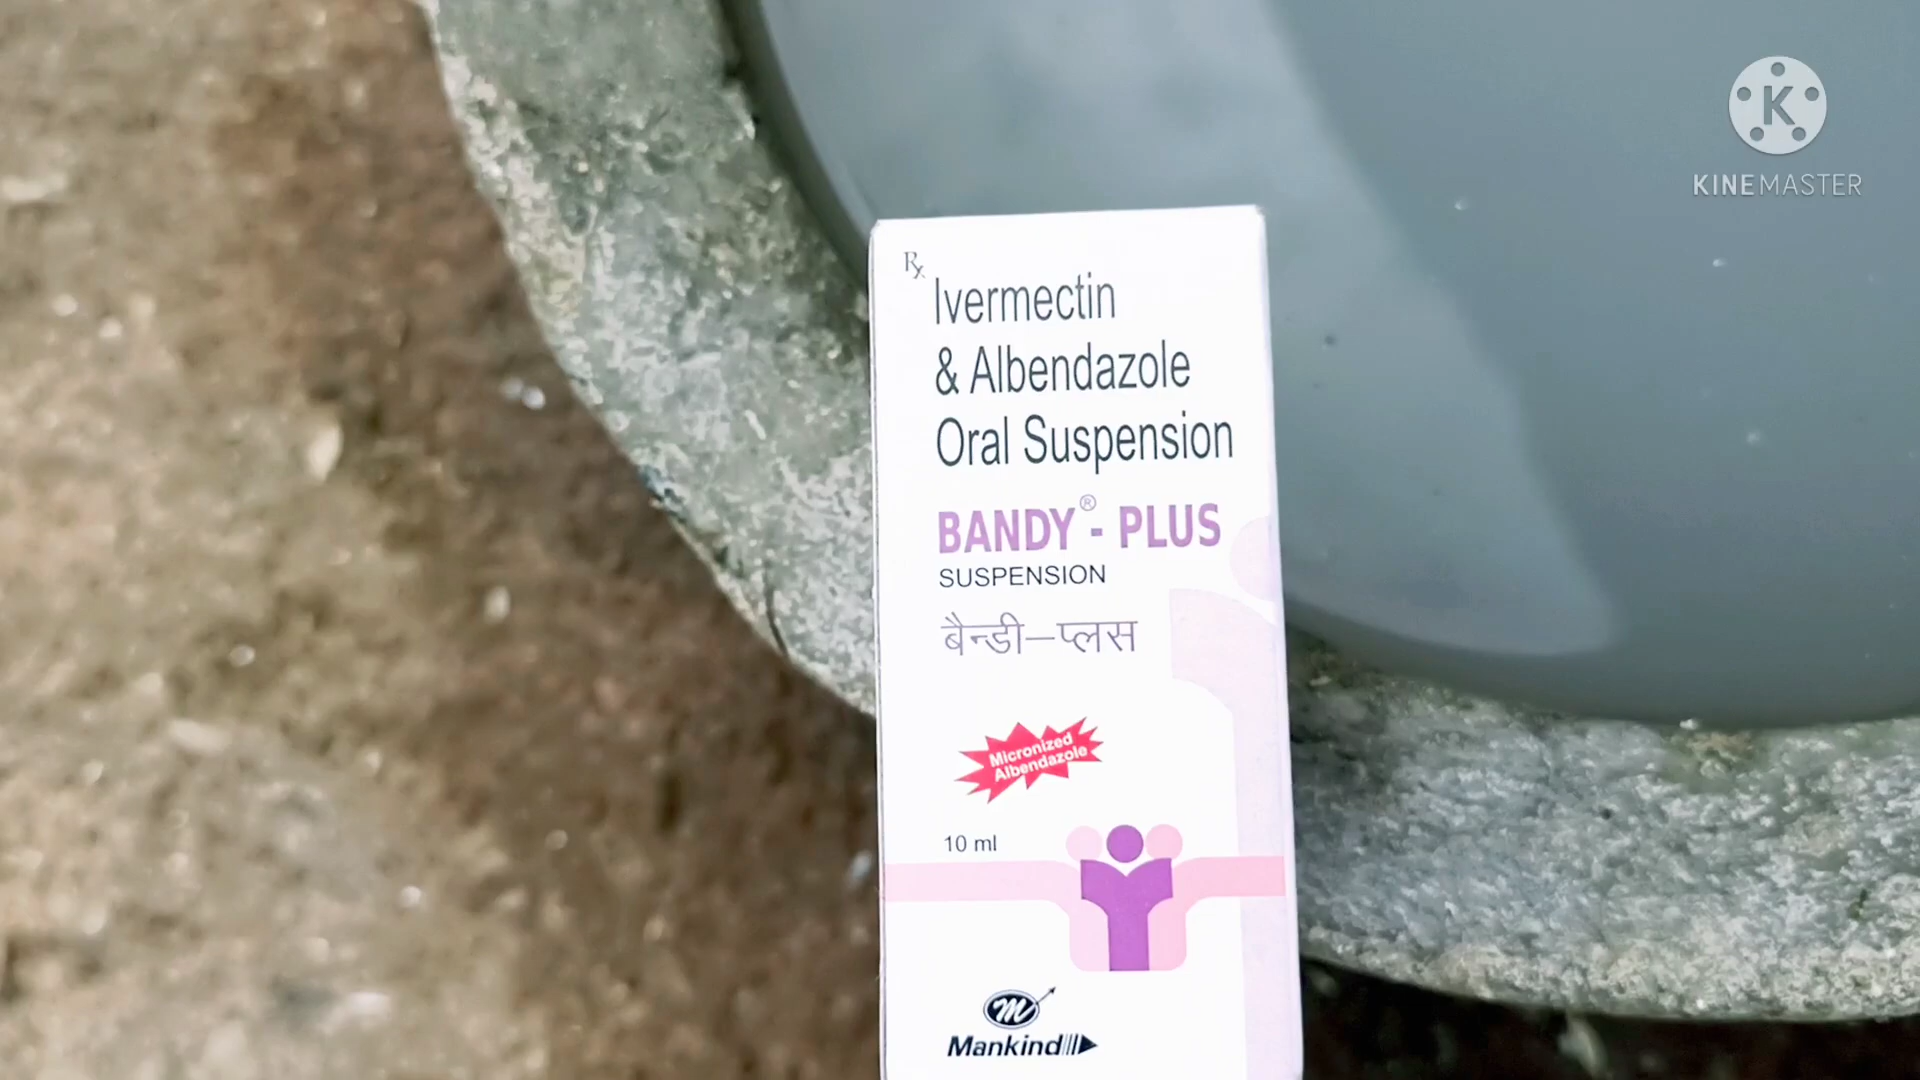 KINEMASTER
Rx
Ivermectin
& Albendazole
Oral Suspension
BANDY® - PLUS
SUSPENSION
बैन्डी–प्लस
Micronized
Albendazole
10 ml
Mankind